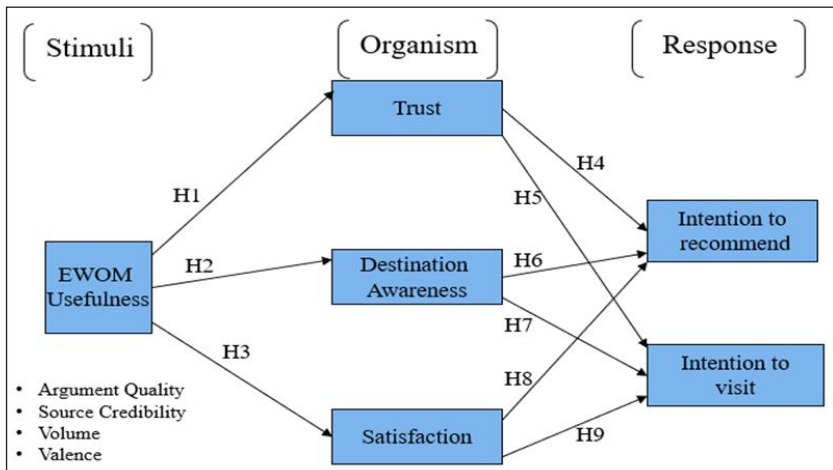 Stimuli
Organism
Response
Trust
H4
H1
H5
Intention to
recommend
H2
H6
EWOM
Usefulness
Destination
Awareness
H7
H3
H8
Intention to
visit
• Argument Quality
• Source Credibility
• Volume
• Valence
Satisfaction
H9